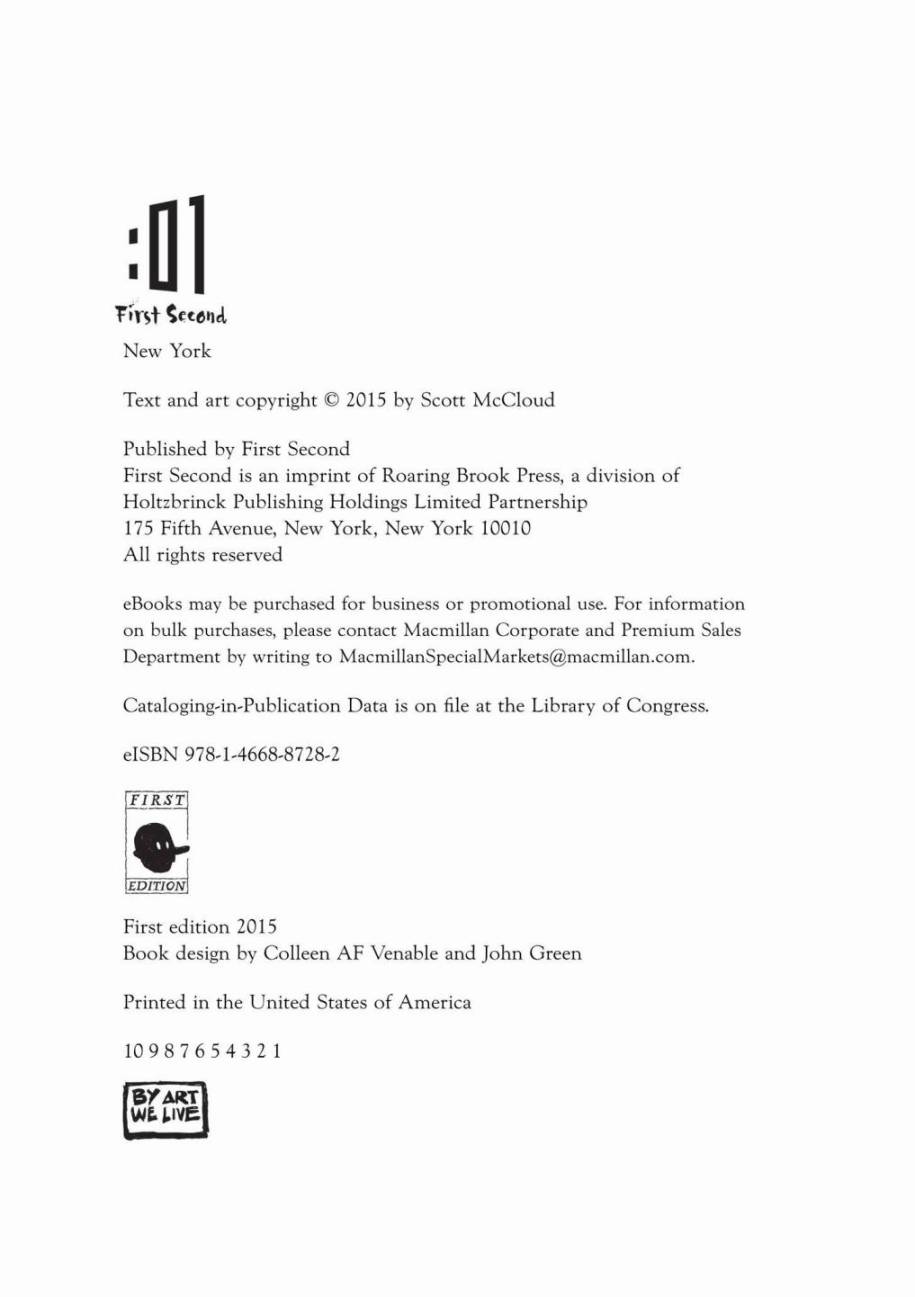 :01
First Second
New York
Text and art copyright © 2015 by Scott McCloud
Published by First Second
First Second is an imprint of Roaring Brook Press, a division of
Holtzbrinck Publishing Holdings Limited Partnership
175 Fifth Avenue, New York, New York 10010
All rights reserved
eBooks may be purchased for business or promotional use. For information
on bulk purchases, please contact Macmillan Corporate and Premium Sales
Department by writing to MacmillanSpecialMarkets@macmillan.com.
Cataloging-in-Publication Data is on file at the Library of Congress.
eISBN 978-1-4668-8728-2
FIRST
EDITION
First edition 2015
Book design by Colleen AF Venable and John Green
Printed in the United States of America
10 9 8 7 6 5 4 3 2 1
BY ART
WE LIVE